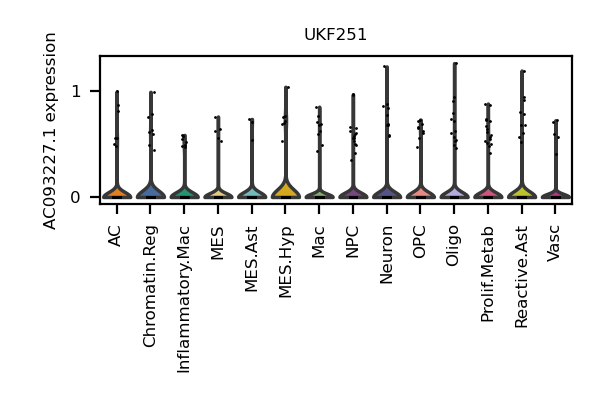 UKF251
AC093227.1 expression
1
0
AC
Chromatin.Reg
Inflammatory.Mac
MES
MES.Ast
MES.Hyp
Mac
NPC
Neuron
OPC
Oligo
Prolif.Metab
Reactive.Ast
Vasc